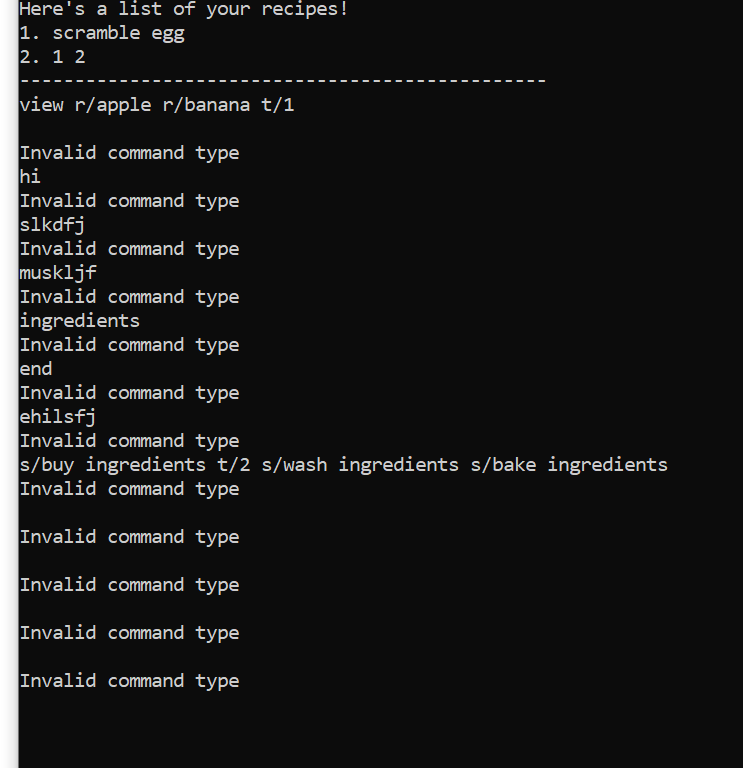 Here's a list of your recipes!
1. scramble egg
2. 1 2
------------------------------------------------
view r/apple r/banana t/1
Invalid command type
hi
Invalid command type
slkdfj
Invalid command type
muskljf
Invalid command type
ingredients
Invalid command type
end
Invalid command type
ehilsfj
Invalid command type
s/buy ingredients t/2 s/wash ingredients s/bake ingredients
Invalid command type
Invalid command type
Invalid command type
Invalid command type
Invalid command type